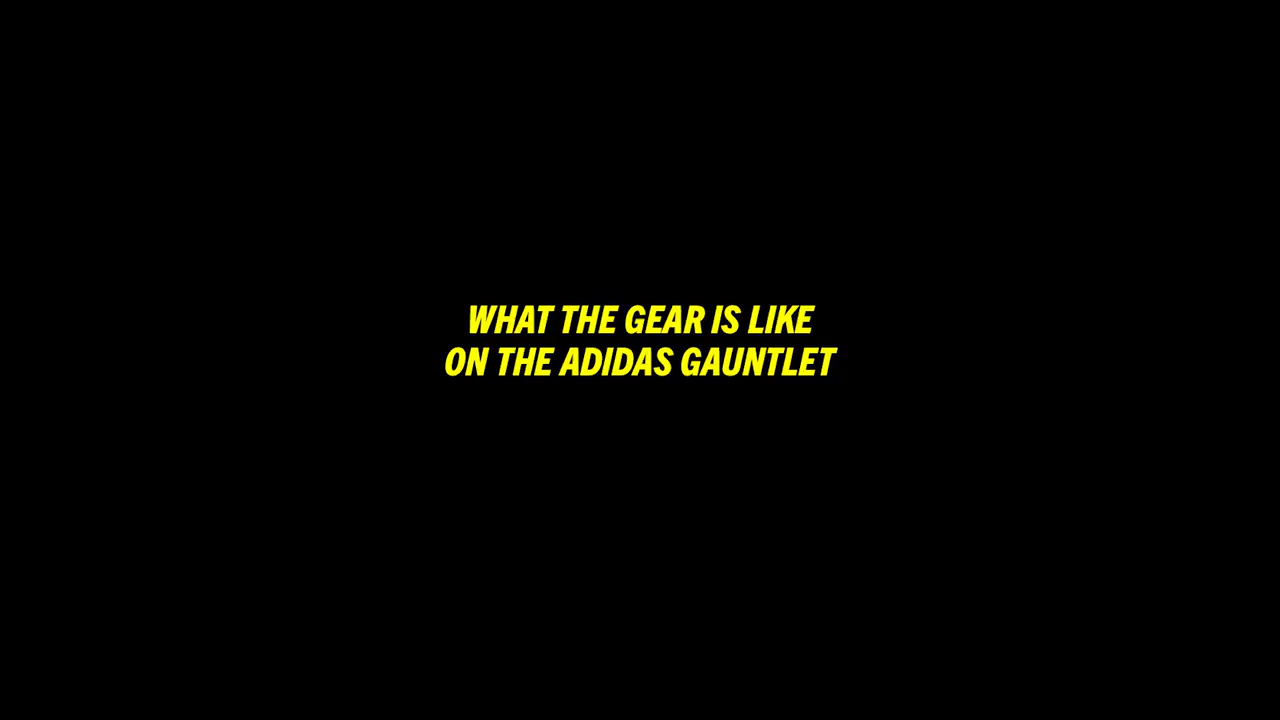 WHAT THE GEAR IS LIKE
ON THE ADIDAS GAUNTLET